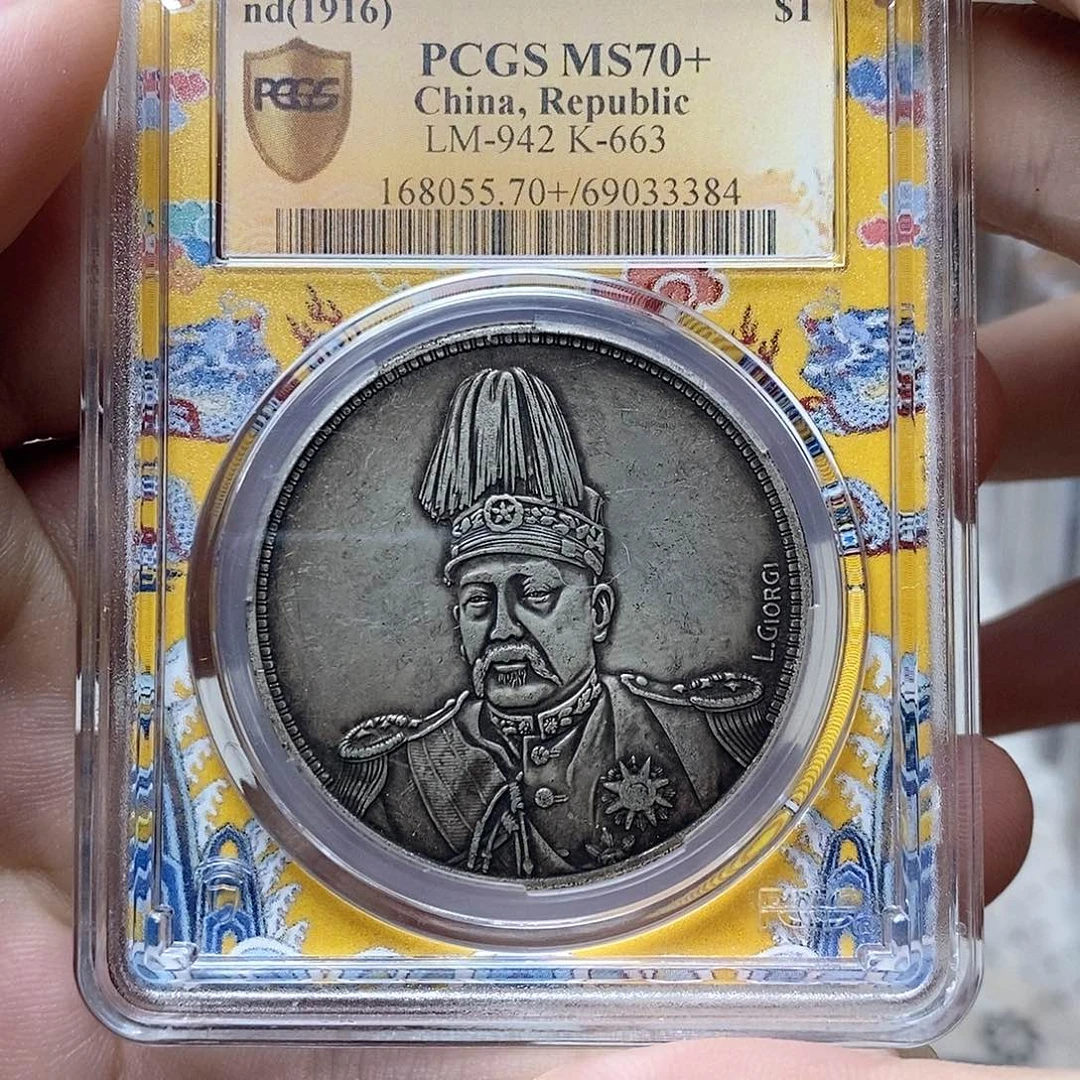 nd(1916) $1
PCGS MS70+
PCGS
China, Republic
LM-942 K-663
168055.70+/69033384
L.GIORGI